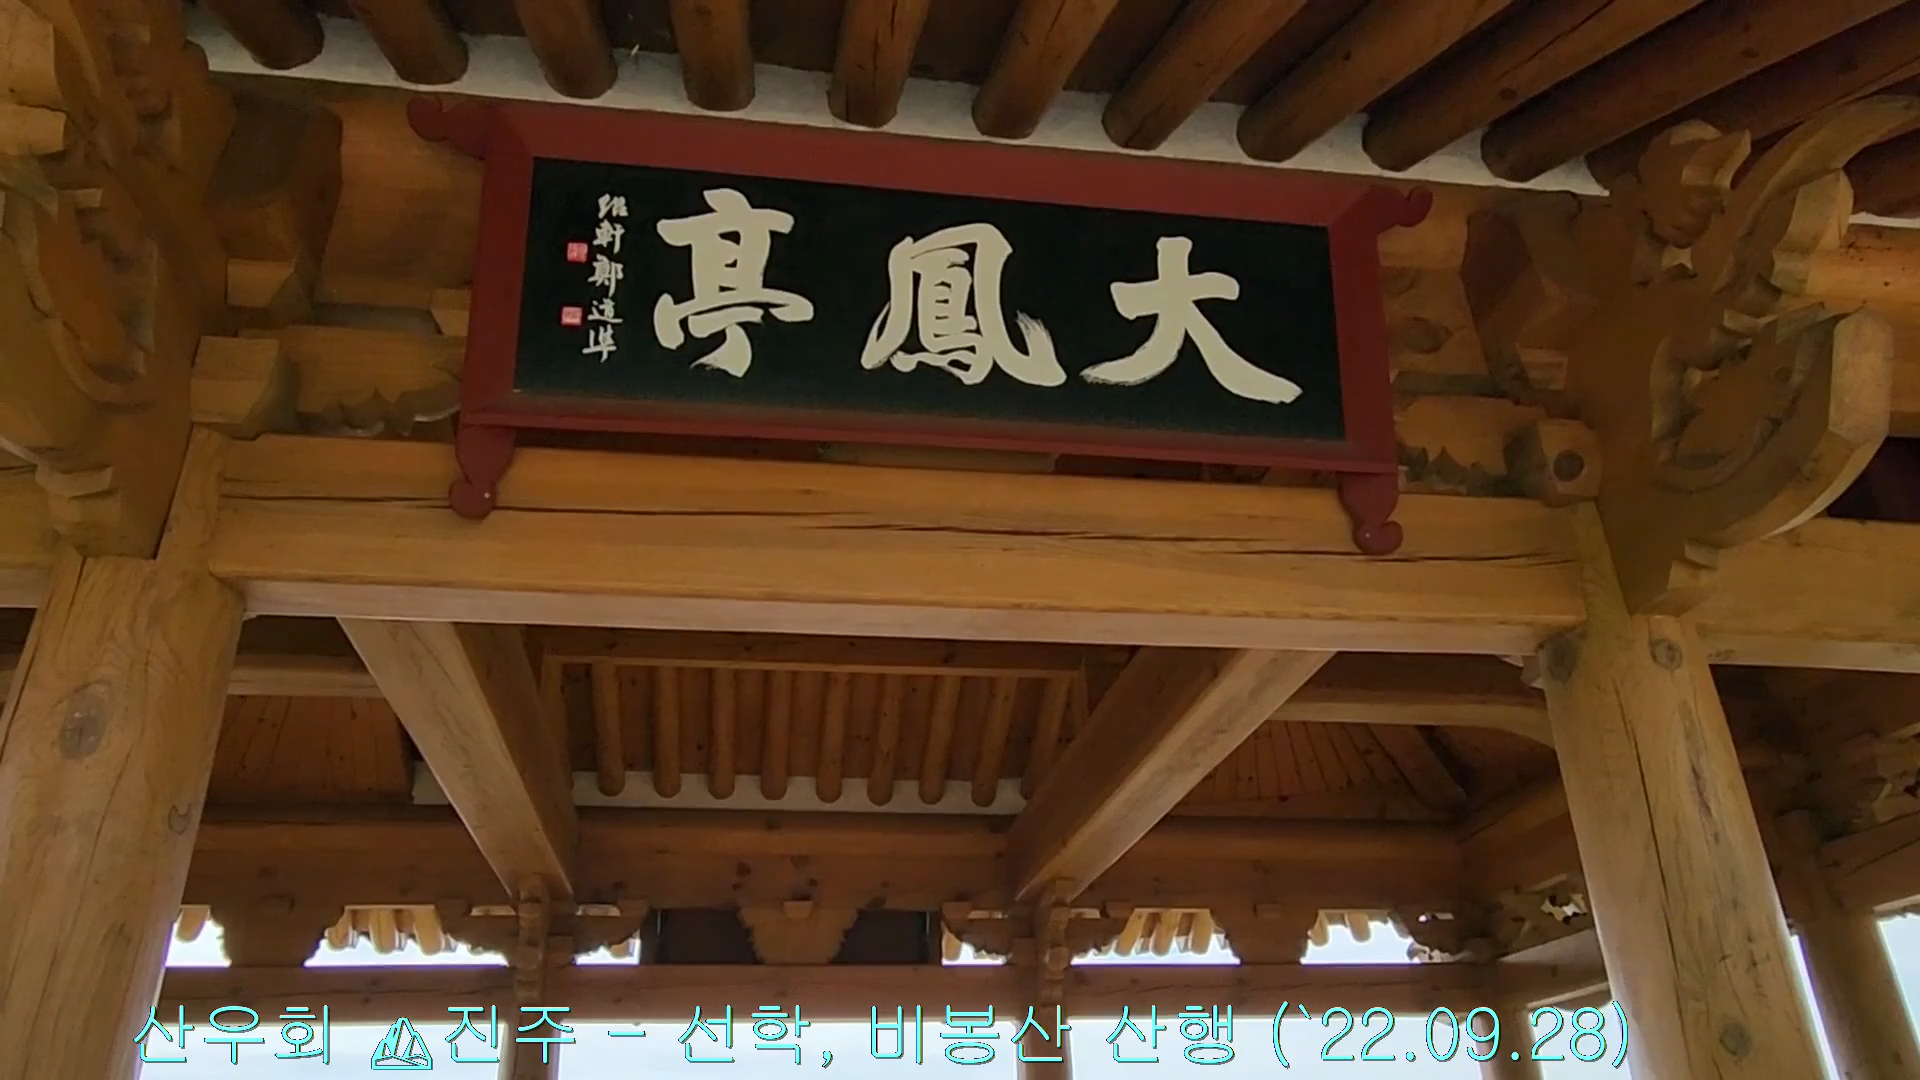 大鳳亭
紹軒鄭道準
산우회 ⛰진주 - 선학, 비봉산 산행 (`22.09.28)